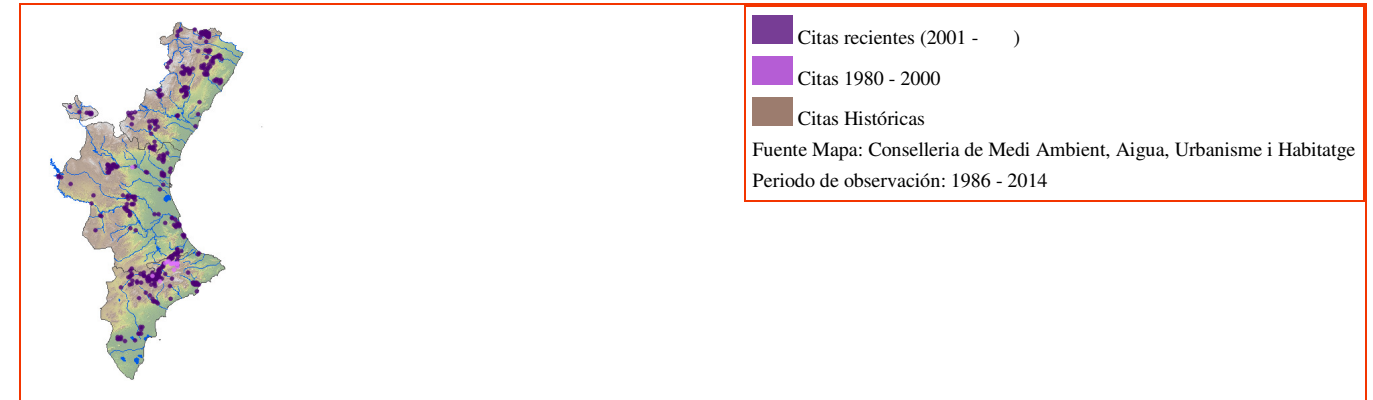 Citas recientes (2001 -      )
Citas 1980 - 2000
Citas Históricas
Fuente Mapa: Conselleria de Medi Ambient, Aigua, Urbanisme i Habitatge
Periodo de observación: 1986 - 2014